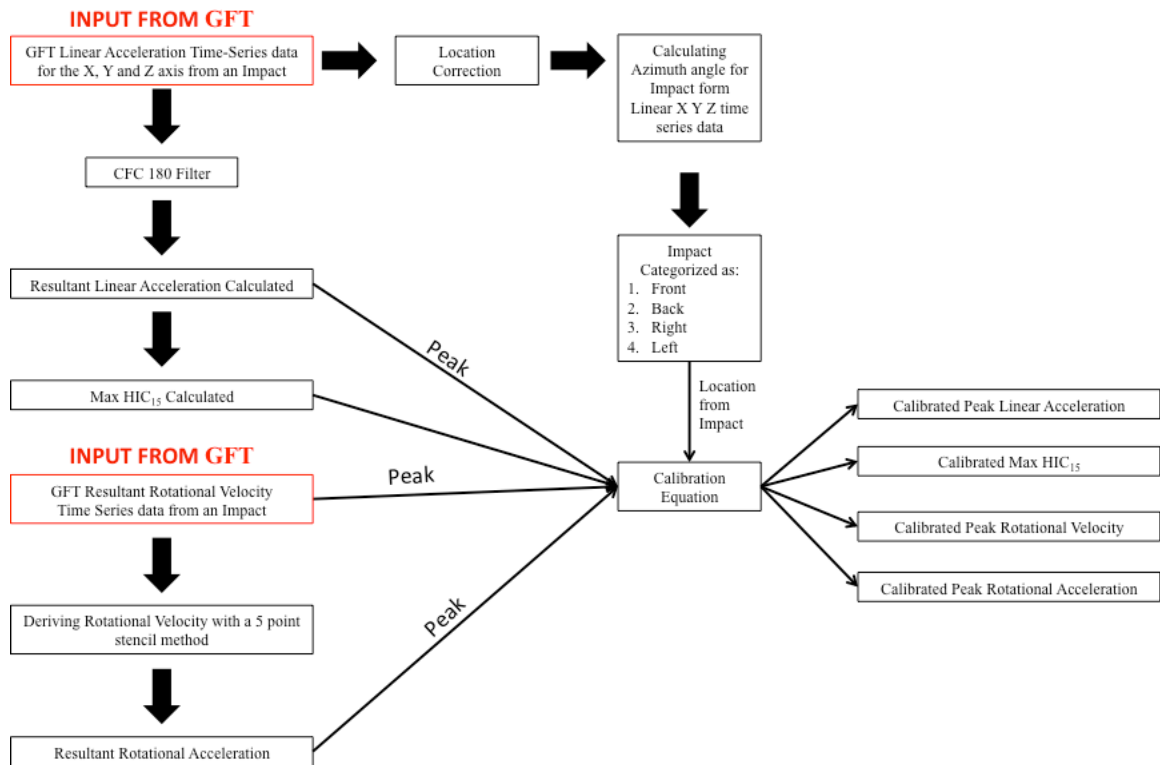 INPUT FROM GFT
GFT Linear Acceleration Time-Series data
for the X, Y and Z axis from an Impact
Location
Correction
Calculating
Azimuth angle for
Impact form
Linear X Y Z time
series data
CFC 180 Filter
Resultant Linear Acceleration Calculated
Max HIC₁₅ Calculated
Impact
Categorized as:
1. Front
2. Back
3. Right
4. Left
Peak
Location
from
Impact
INPUT FROM GFT
GFT Resultant Rotational Velocity
Time Series data from an Impact
Peak
Calibration
Equation
Calibrated Peak Linear Acceleration
Calibrated Max HIC₁₅
Calibrated Peak Rotational Velocity
Calibrated Peak Rotational Acceleration
Deriving Rotational Velocity with a 5 point
stencil method
Peak
Resultant Rotational Acceleration